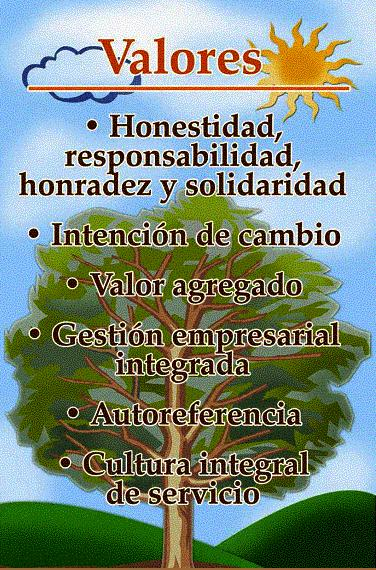 Valores
• Honestidad,
responsabilidad,
honradez y solidaridad
• Intención de cambio
• Valor agregado
• Gestión empresarial
integrada
• Autoreferencia
• Cultura integral
de servicio